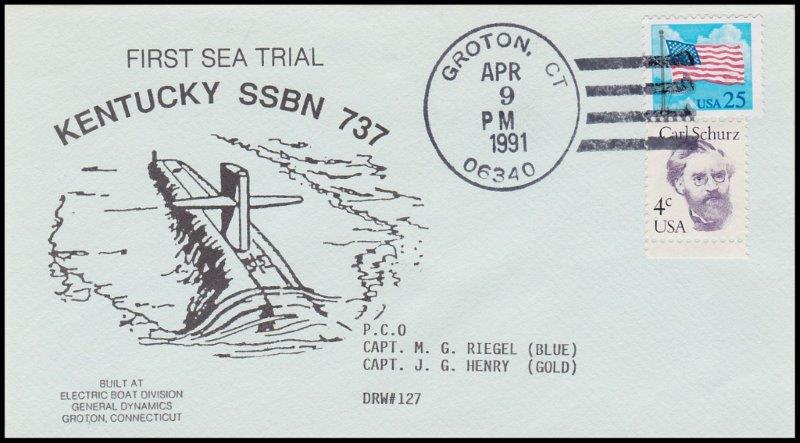 FIRST SEA TRIAL
KENTUCKY SSBN 737
GROTON, CT
APR
9
PM
1991
06340
USA 25
Carl Schurz
4c
USA
P.C.O
CAPT. M. G. RIEGEL (BLUE)
CAPT. J. G. HENRY (GOLD)
DRW#127
BUILT AT
ELECTRIC BOAT DIVISION
GENERAL DYNAMICS
GROTON, CONNECTICUT